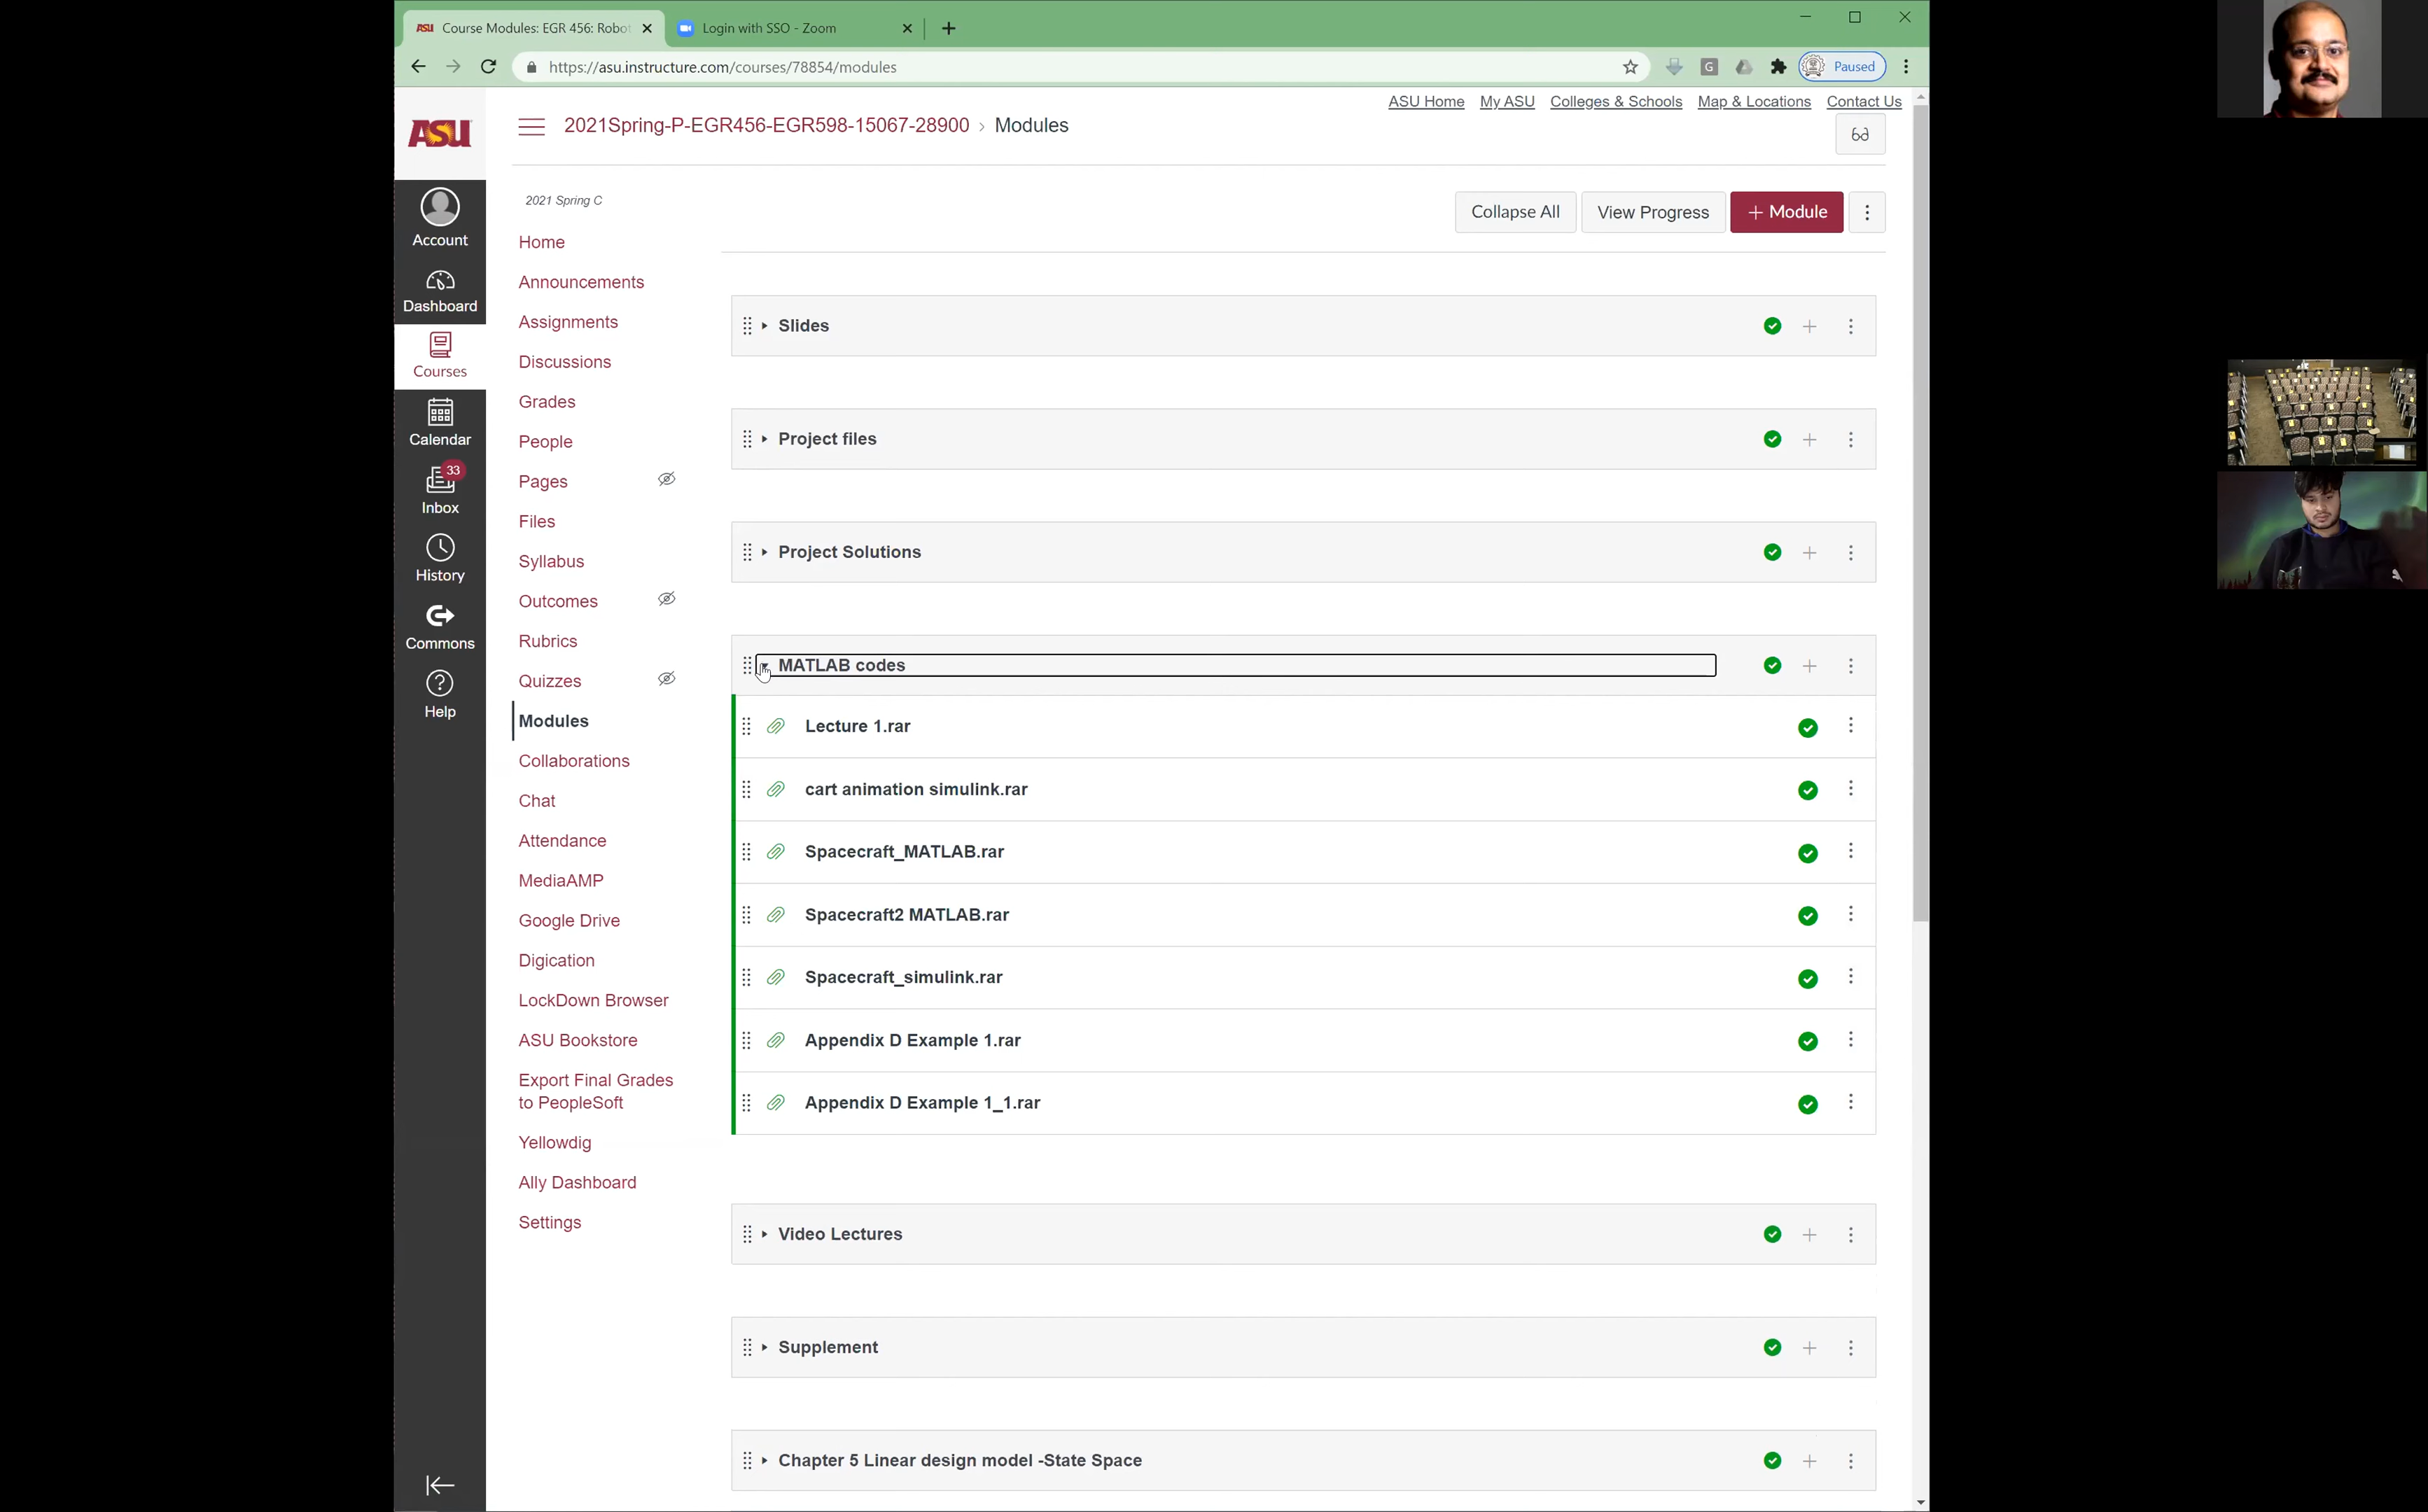 Course Modules: EGR 456: Robot
Login with SSO - Zoom
https://asu.instructure.com/courses/78854/modules
G
Paused
ASU Home My ASU Colleges & Schools Map & Locations Contact Us
ASU
2021Spring-P-EGR456-EGR598-15067-28900 › Modules
Account
Dashboard
Courses
Calendar
33
Inbox
History
Commons
Help
2021 Spring C
Home
Announcements
Assignments
Discussions
Grades
People
Pages
Files
Syllabus
Outcomes
Rubrics
Quizzes
Modules
Collaborations
Chat
Attendance
MediaAMP
Google Drive
Digication
LockDown Browser
ASU Bookstore
Export Final Grades
to PeopleSoft
Yellowdig
Ally Dashboard
Settings
Collapse All View Progress + Module
Slides
Project files
Project Solutions
MATLAB codes
Lecture 1.rar
cart animation simulink.rar
Spacecraft_MATLAB.rar
Spacecraft2 MATLAB.rar
Spacecraft_simulink.rar
Appendix D Example 1.rar
Appendix D Example 1_1.rar
Video Lectures
Supplement
Chapter 5 Linear design model -State Space